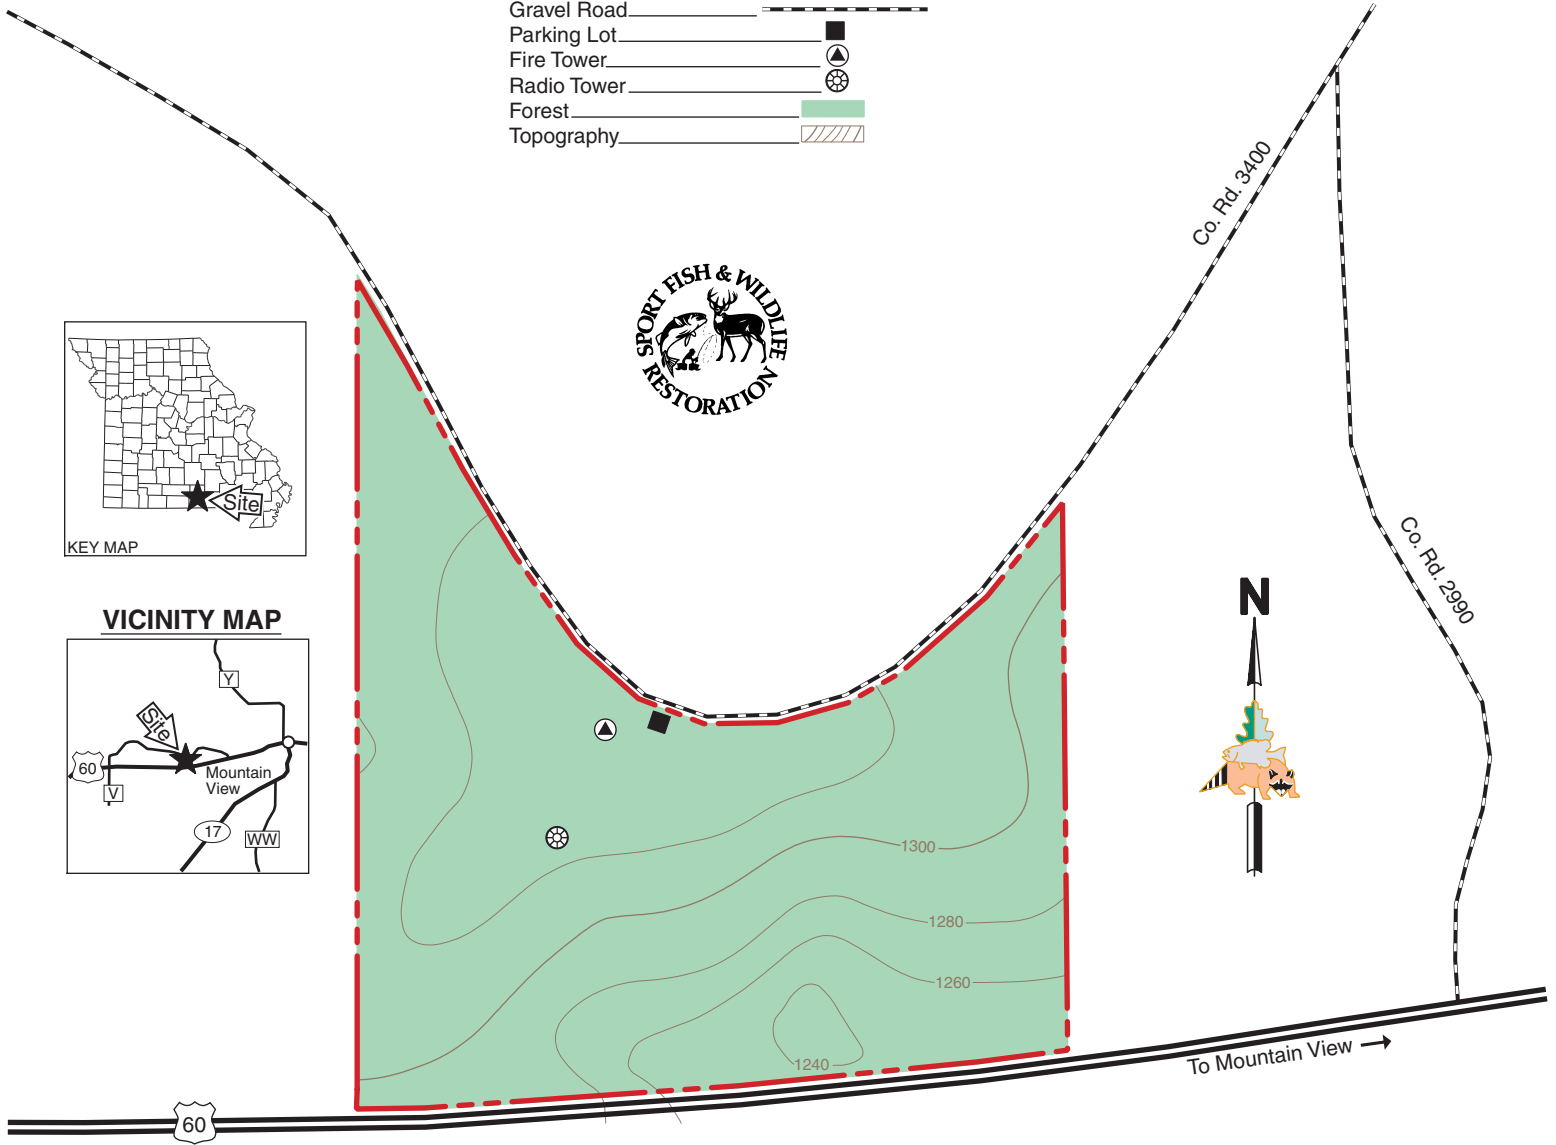 Gravel Road
Parking Lot
Fire Tower
Radio Tower
Forest
Topography
Co. Rd. 3400
SPORT FISH & WILDLIFE
RESTORATION
Site
KEY MAP
Co. Rd. 2990
N
VICINITY MAP
Y
Site
60
Mountain
View
V
17
WW
1300
1280
1260
1240
To Mountain View
60